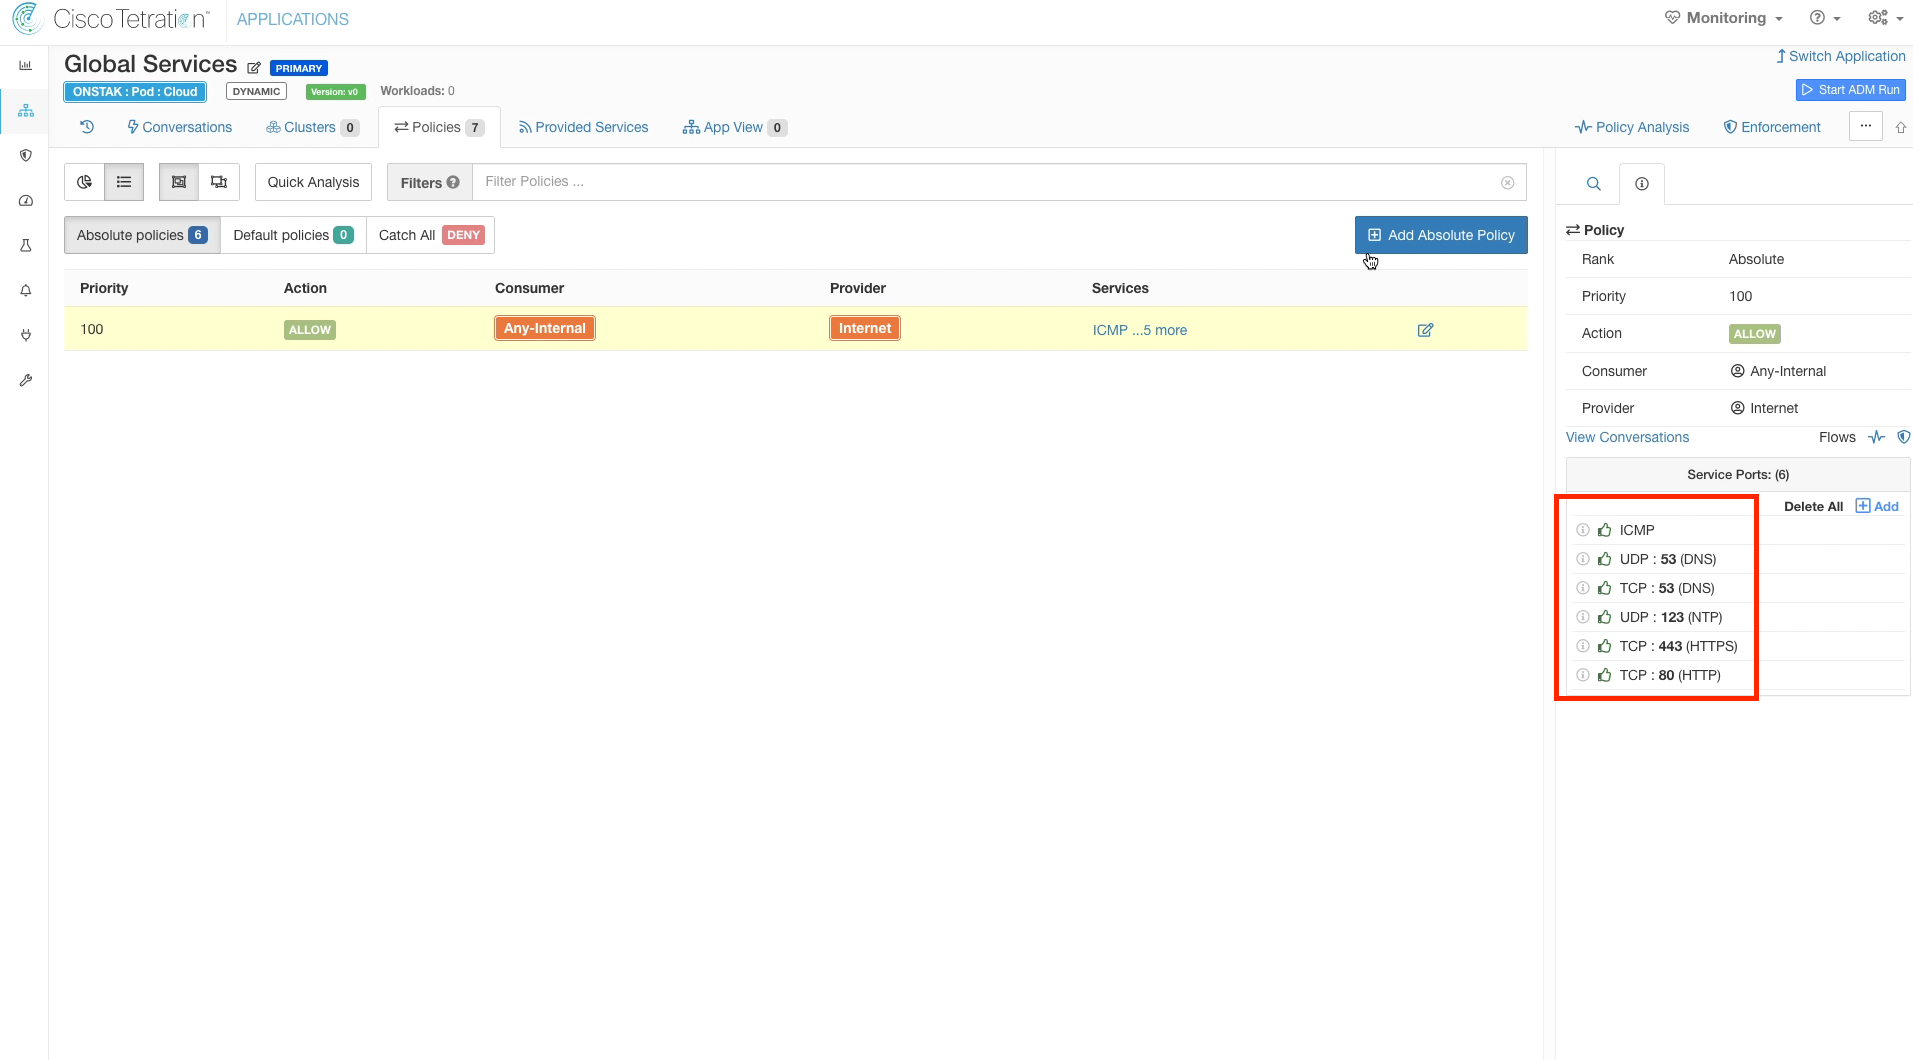 Cisco Tetration™ APPLICATIONS Monitoring
Global Services PRIMARY
Switch Application
ONSTAK : Pod : Cloud DYNAMIC Version: v0 Workloads: 0
Start ADM Run
Conversations Clusters 0 Policies 7 Provided Services App View 0 Policy Analysis Enforcement ...
Quick Analysis Filters Filter Policies ...
Absolute policies 6 Default policies 0 Catch All DENY Add Absolute Policy
Priority Action Consumer Provider Services
100 ALLOW Any-Internal Internet ICMP ...5 more
Policy
Rank Absolute
Priority 100
Action ALLOW
Consumer Any-Internal
Provider Internet
View Conversations Flows
Service Ports: (6)
Delete All Add
ICMP
UDP : 53 (DNS)
TCP : 53 (DNS)
UDP : 123 (NTP)
TCP : 443 (HTTPS)
TCP : 80 (HTTP)